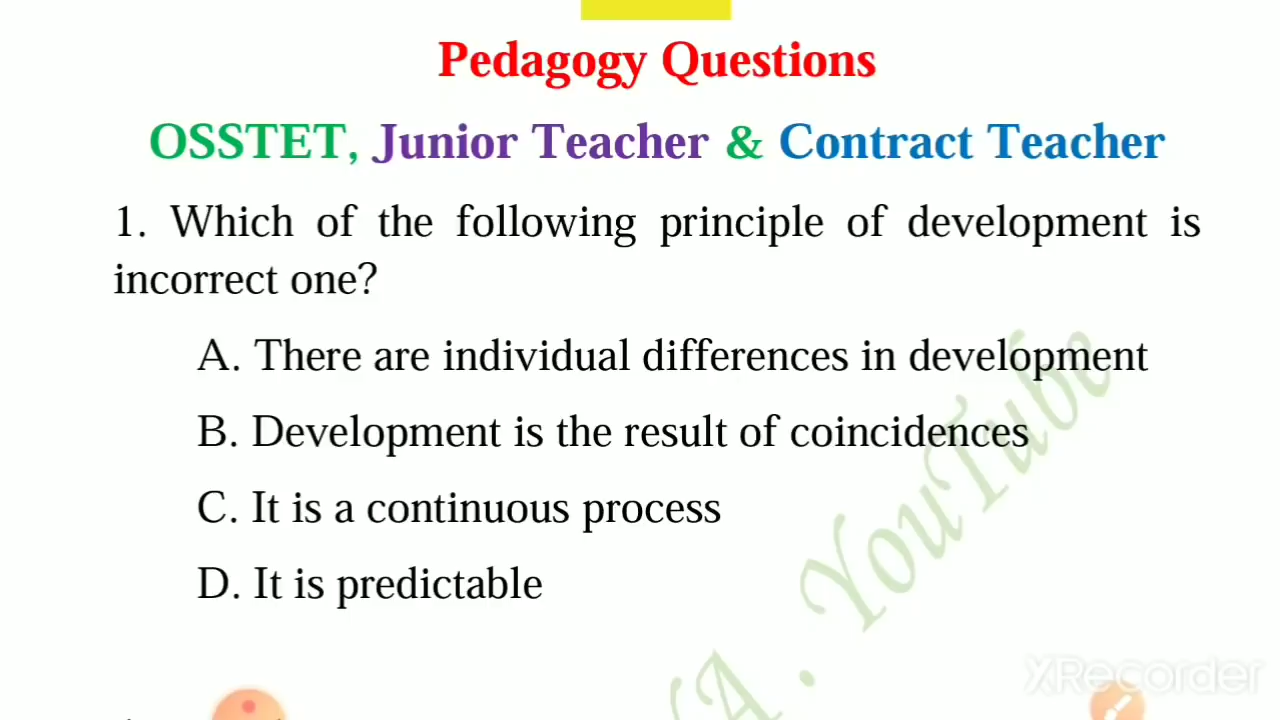 Pedagogy Questions
OSSTET, Junior Teacher & Contract Teacher
1. Which of the following principle of development is
incorrect one?
A. There are individual differences in development
B. Development is the result of coincidences
C. It is a continuous process
D. It is predictable
A . YouTube
XRecorder